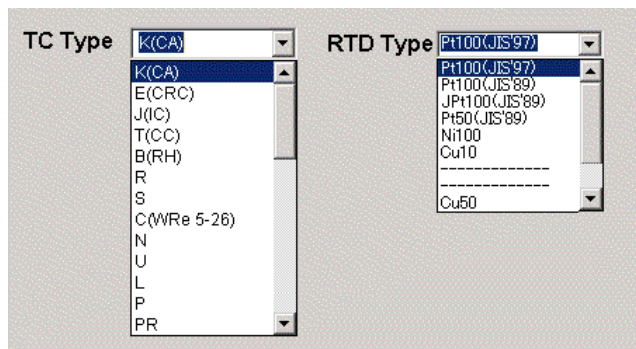 TC Type
K(CA)
K(CA)
E(CRC)
J(IC)
T(CC)
B(RH)
R
S
C(WRe 5-26)
N
U
L
P
PR
RTD Type
Pt100(JIS'97)
Pt100(JIS'97)
Pt100(JIS'89)
JPt100(JIS'89)
Pt50(JIS'89)
Ni100
Cu10
-------------
-------------
Cu50